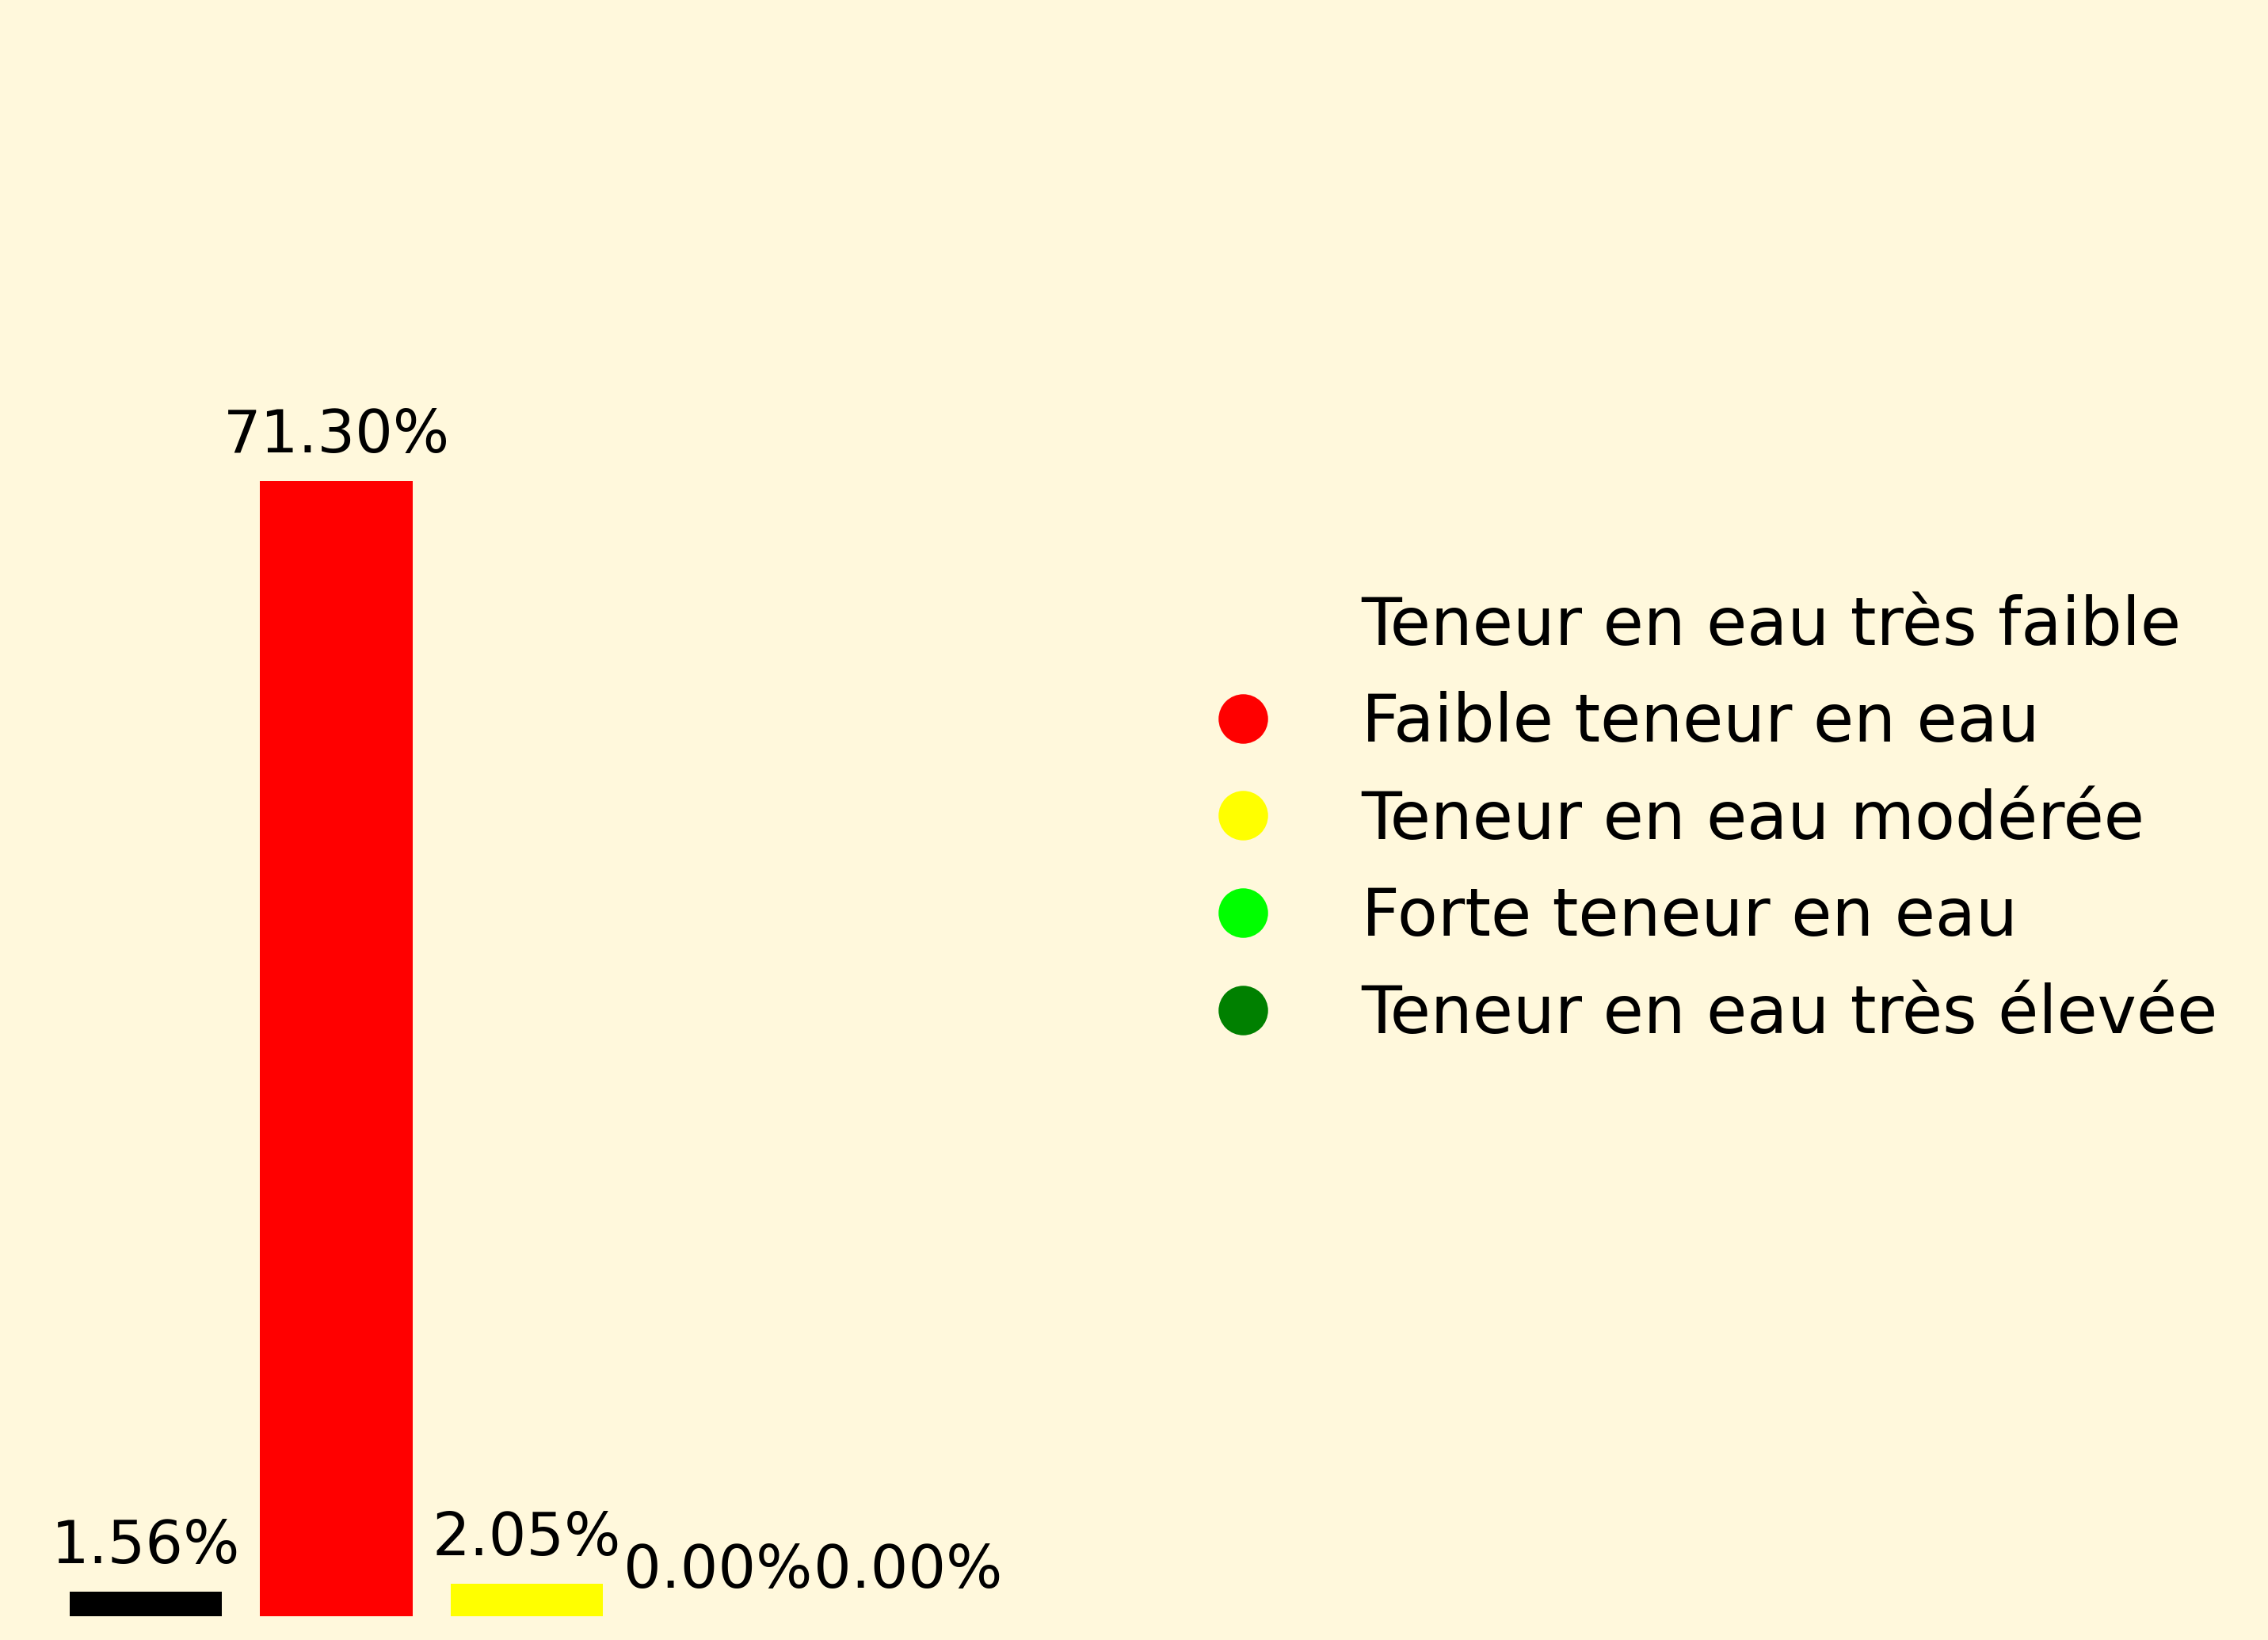 71.30%
1.56%
2.05%
0.00%
0.00%
Teneur en eau très faible
Faible teneur en eau
Teneur en eau modérée
Forte teneur en eau
Teneur en eau très élevée